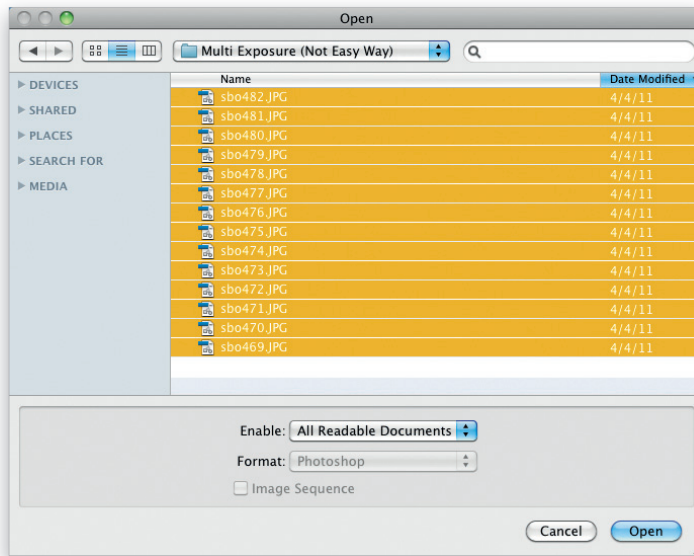 Open
Multi Exposure (Not Easy Way)
DEVICES
SHARED
PLACES
SEARCH FOR
MEDIA
Name Date Modified
sbo482.JPG 4/4/11
sbo481.JPG 4/4/11
sbo480.JPG 4/4/11
sbo479.JPG 4/4/11
sbo478.JPG 4/4/11
sbo477.JPG 4/4/11
sbo476.JPG 4/4/11
sbo475.JPG 4/4/11
sbo474.JPG 4/4/11
sbo473.JPG 4/4/11
sbo472.JPG 4/4/11
sbo471.JPG 4/4/11
sbo470.JPG 4/4/11
sbo469.JPG 4/4/11
Enable: All Readable Documents
Format: Photoshop
Image Sequence
Cancel Open